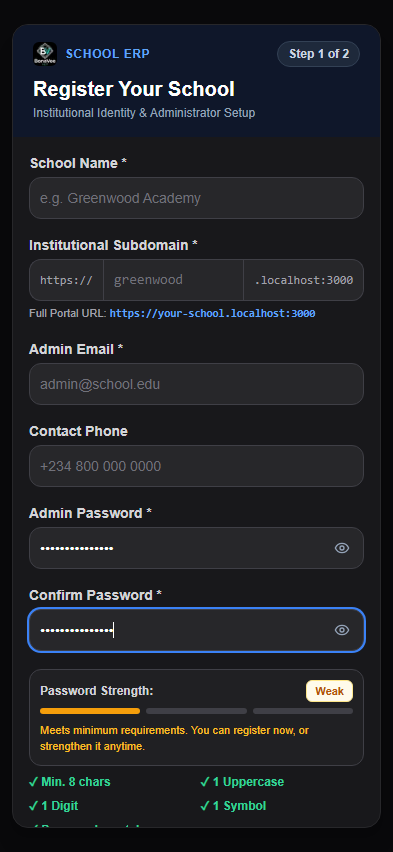 BonaVee
SCHOOL ERP
Step 1 of 2
Register Your School
Institutional Identity & Administrator Setup
School Name *
e.g. Greenwood Academy
Institutional Subdomain *
https:// greenwood .localhost:3000
Full Portal URL: https://your-school.localhost:3000
Admin Email *
admin@school.edu
Contact Phone
+234 800 000 0000
Admin Password *
••••••••••••••
Confirm Password *
••••••••••••••
Password Strength: Weak
Meets minimum requirements. You can register now, or
strengthen it anytime.
✓ Min. 8 chars ✓ 1 Uppercase
✓ 1 Digit ✓ 1 Symbol